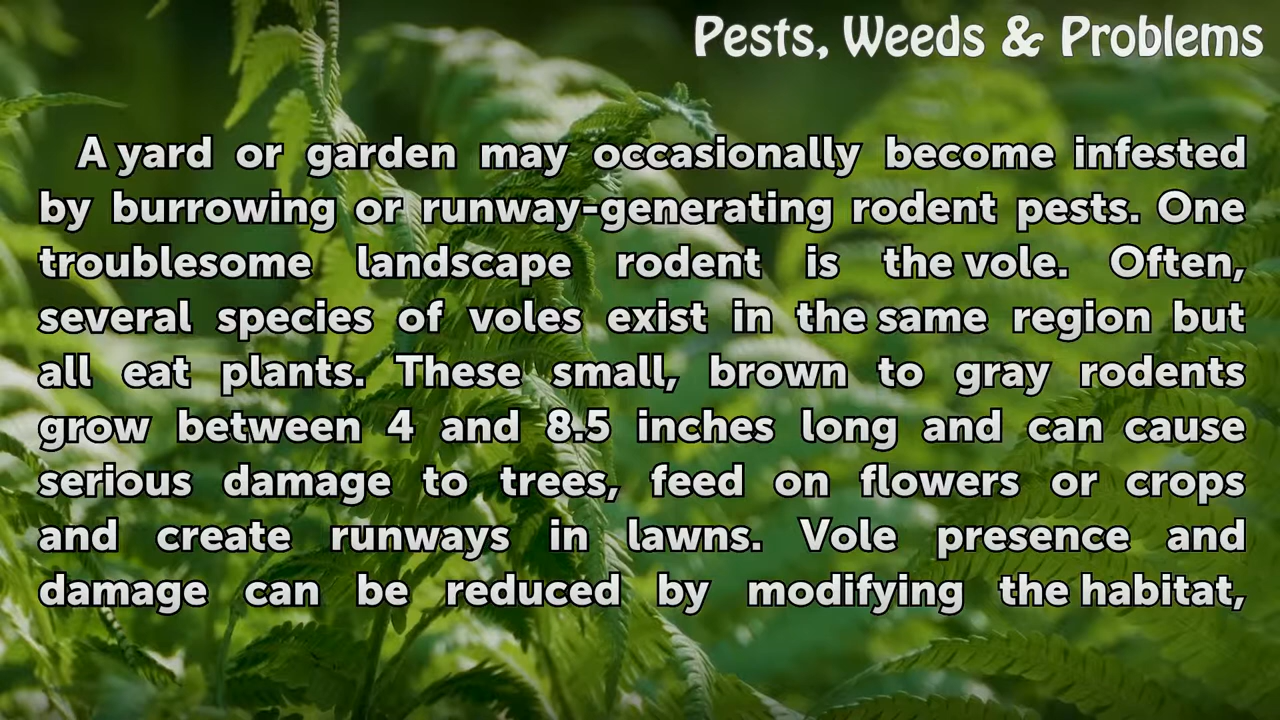 Pests, Weeds & Problems
A yard or garden may occasionally become infested
by burrowing or runway-generating rodent pests. One
troublesome landscape rodent is the vole. Often,
several species of voles exist in the same region but
all eat plants. These small, brown to gray rodents
grow between 4 and 8.5 inches long and can cause
serious damage to trees, feed on flowers or crops
and create runways in lawns. Vole presence and
damage can be reduced by modifying the habitat,